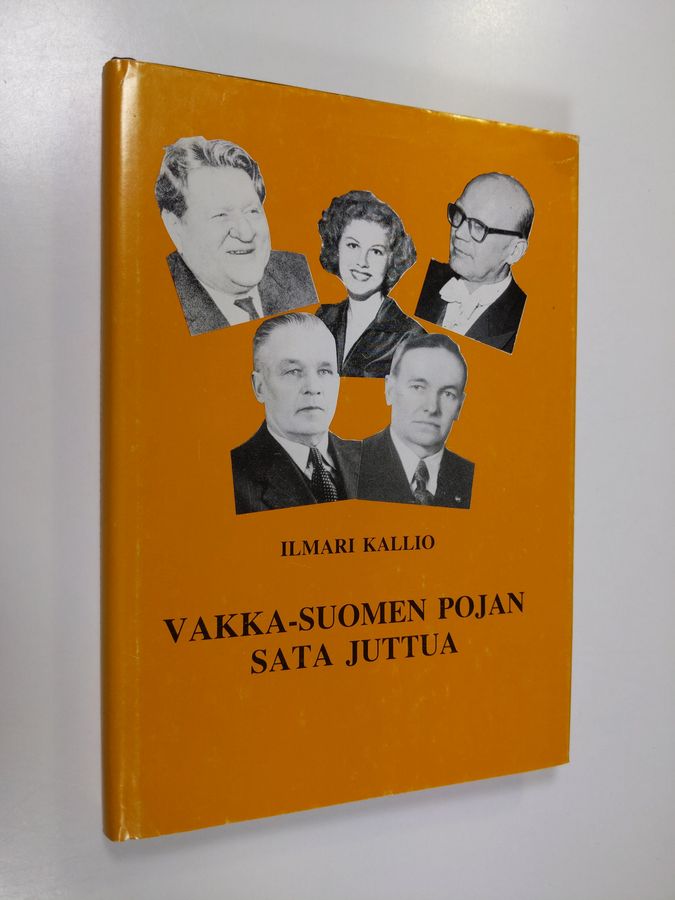 ILMARI KALLIO
VAKKA-SUOMEN POJAN
SATA JUTTUA